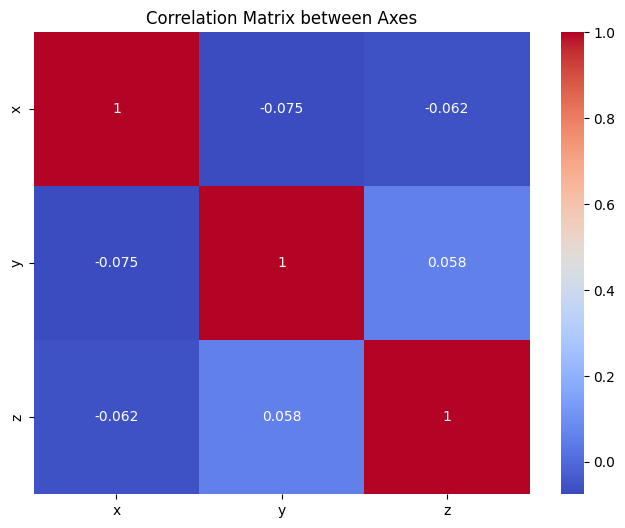 Correlation Matrix between Axes
x 1 -0.075 -0.062
y -0.075 1 0.058
z -0.062 0.058 1
x y z
1.0
0.8
0.6
0.4
0.2
0.0